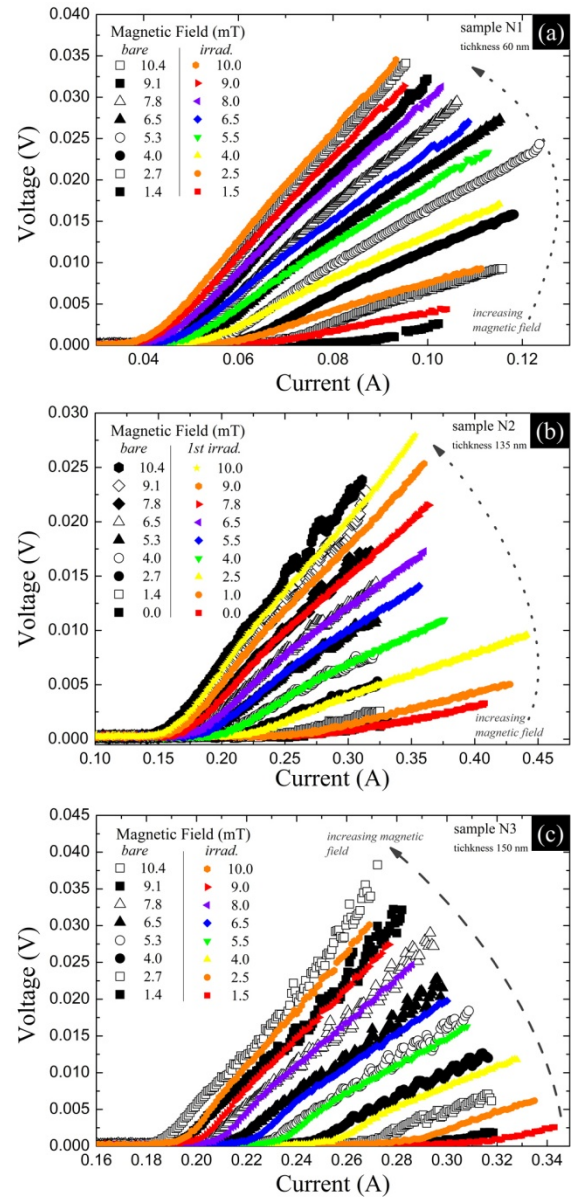 sample N1
(a)
tichkness 60 nm
Magnetic Field (mT)
bare irrad.
10.4 10.0
9.1 9.0
7.8 8.0
6.5 6.5
5.3 5.5
4.0 4.0
2.7 2.5
1.4 1.5
increasing
magnetic field
Voltage (V)
0.040
0.035
0.030
0.025
0.020
0.015
0.010
0.005
0.000
0.04 0.06 0.08 0.10 0.12
Current (A)
sample N2
(b)
tichkness 135 nm
Magnetic Field (mT)
bare 1st irrad.
10.4 10.0
9.1 9.0
7.8 7.8
6.5 6.5
5.3 5.5
4.0 4.0
2.7 2.5
1.4 1.0
0.0 0.0
increasing
magnetic field
Voltage (V)
0.030
0.025
0.020
0.015
0.010
0.005
0.000
0.10 0.15 0.20 0.25 0.30 0.35 0.40 0.45
Current (A)
sample N3
(c)
tichkness 150 nm
Magnetic Field (mT)
bare irrad.
10.4 10.0
9.1 9.0
7.8 8.0
6.5 6.5
5.3 5.5
4.0 4.0
2.7 2.5
1.4 1.5
increasing magnetic
field
Voltage (V)
0.045
0.040
0.035
0.030
0.025
0.020
0.015
0.010
0.005
0.000
0.16 0.18 0.20 0.22 0.24 0.26 0.28 0.30 0.32 0.34
Current (A)